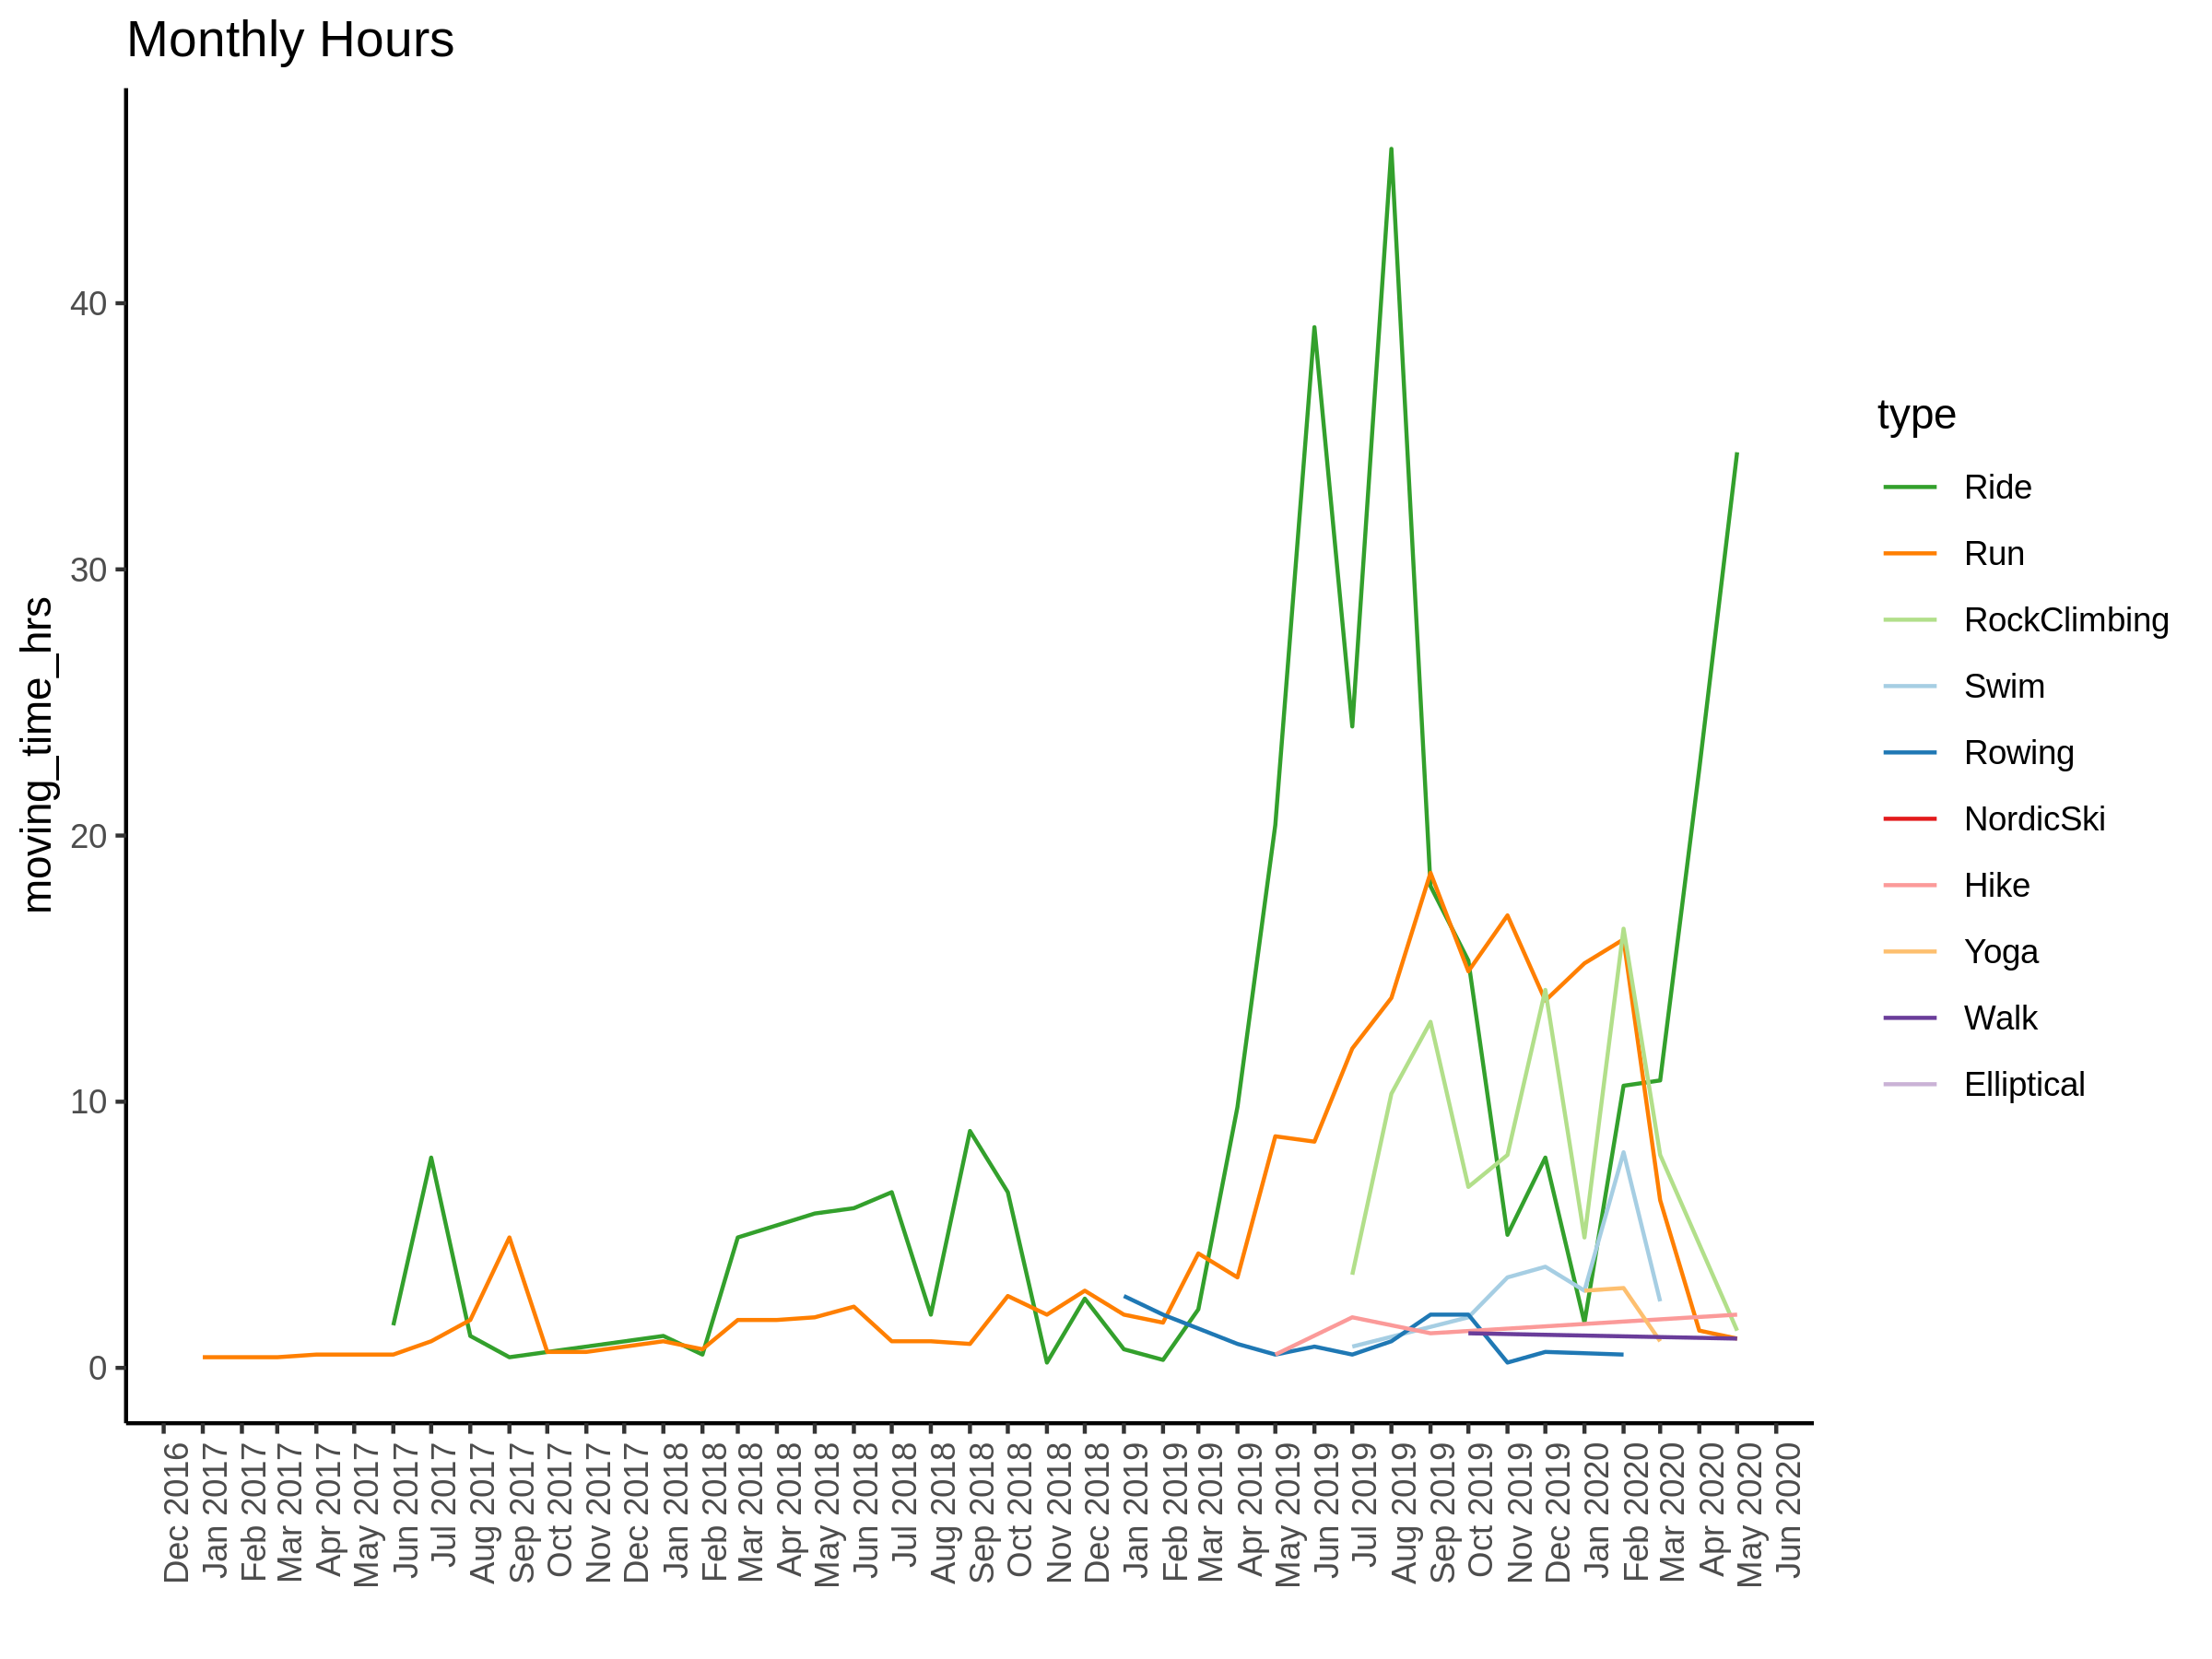 Monthly Hours
moving_time_hrs
40
30
20
10
0
Dec 2016
Jan 2017
Feb 2017
Mar 2017
Apr 2017
May 2017
Jun 2017
Jul 2017
Aug 2017
Sep 2017
Oct 2017
Nov 2017
Dec 2017
Jan 2018
Feb 2018
Mar 2018
Apr 2018
May 2018
Jun 2018
Jul 2018
Aug 2018
Sep 2018
Oct 2018
Nov 2018
Dec 2018
Jan 2019
Feb 2019
Mar 2019
Apr 2019
May 2019
Jun 2019
Jul 2019
Aug 2019
Sep 2019
Oct 2019
Nov 2019
Dec 2019
Jan 2020
Feb 2020
Mar 2020
Apr 2020
May 2020
Jun 2020
type
Ride
Run
RockClimbing
Swim
Rowing
NordicSki
Hike
Yoga
Walk
Elliptical